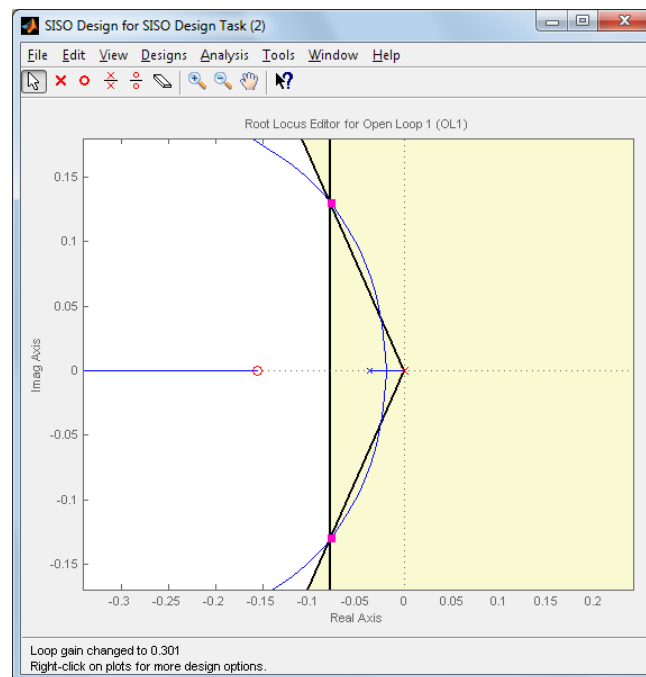 SISO Design for SISO Design Task (2)
File Edit View Designs Analysis Tools Window Help
Root Locus Editor for Open Loop 1 (OL1)
0.15
0.1
0.05
0
-0.05
-0.1
-0.15
Imag Axis
-0.3 -0.25 -0.2 -0.15 -0.1 -0.05 0 0.05 0.1 0.15 0.2
Real Axis
Loop gain changed to 0.301
Right-click on plots for more design options.